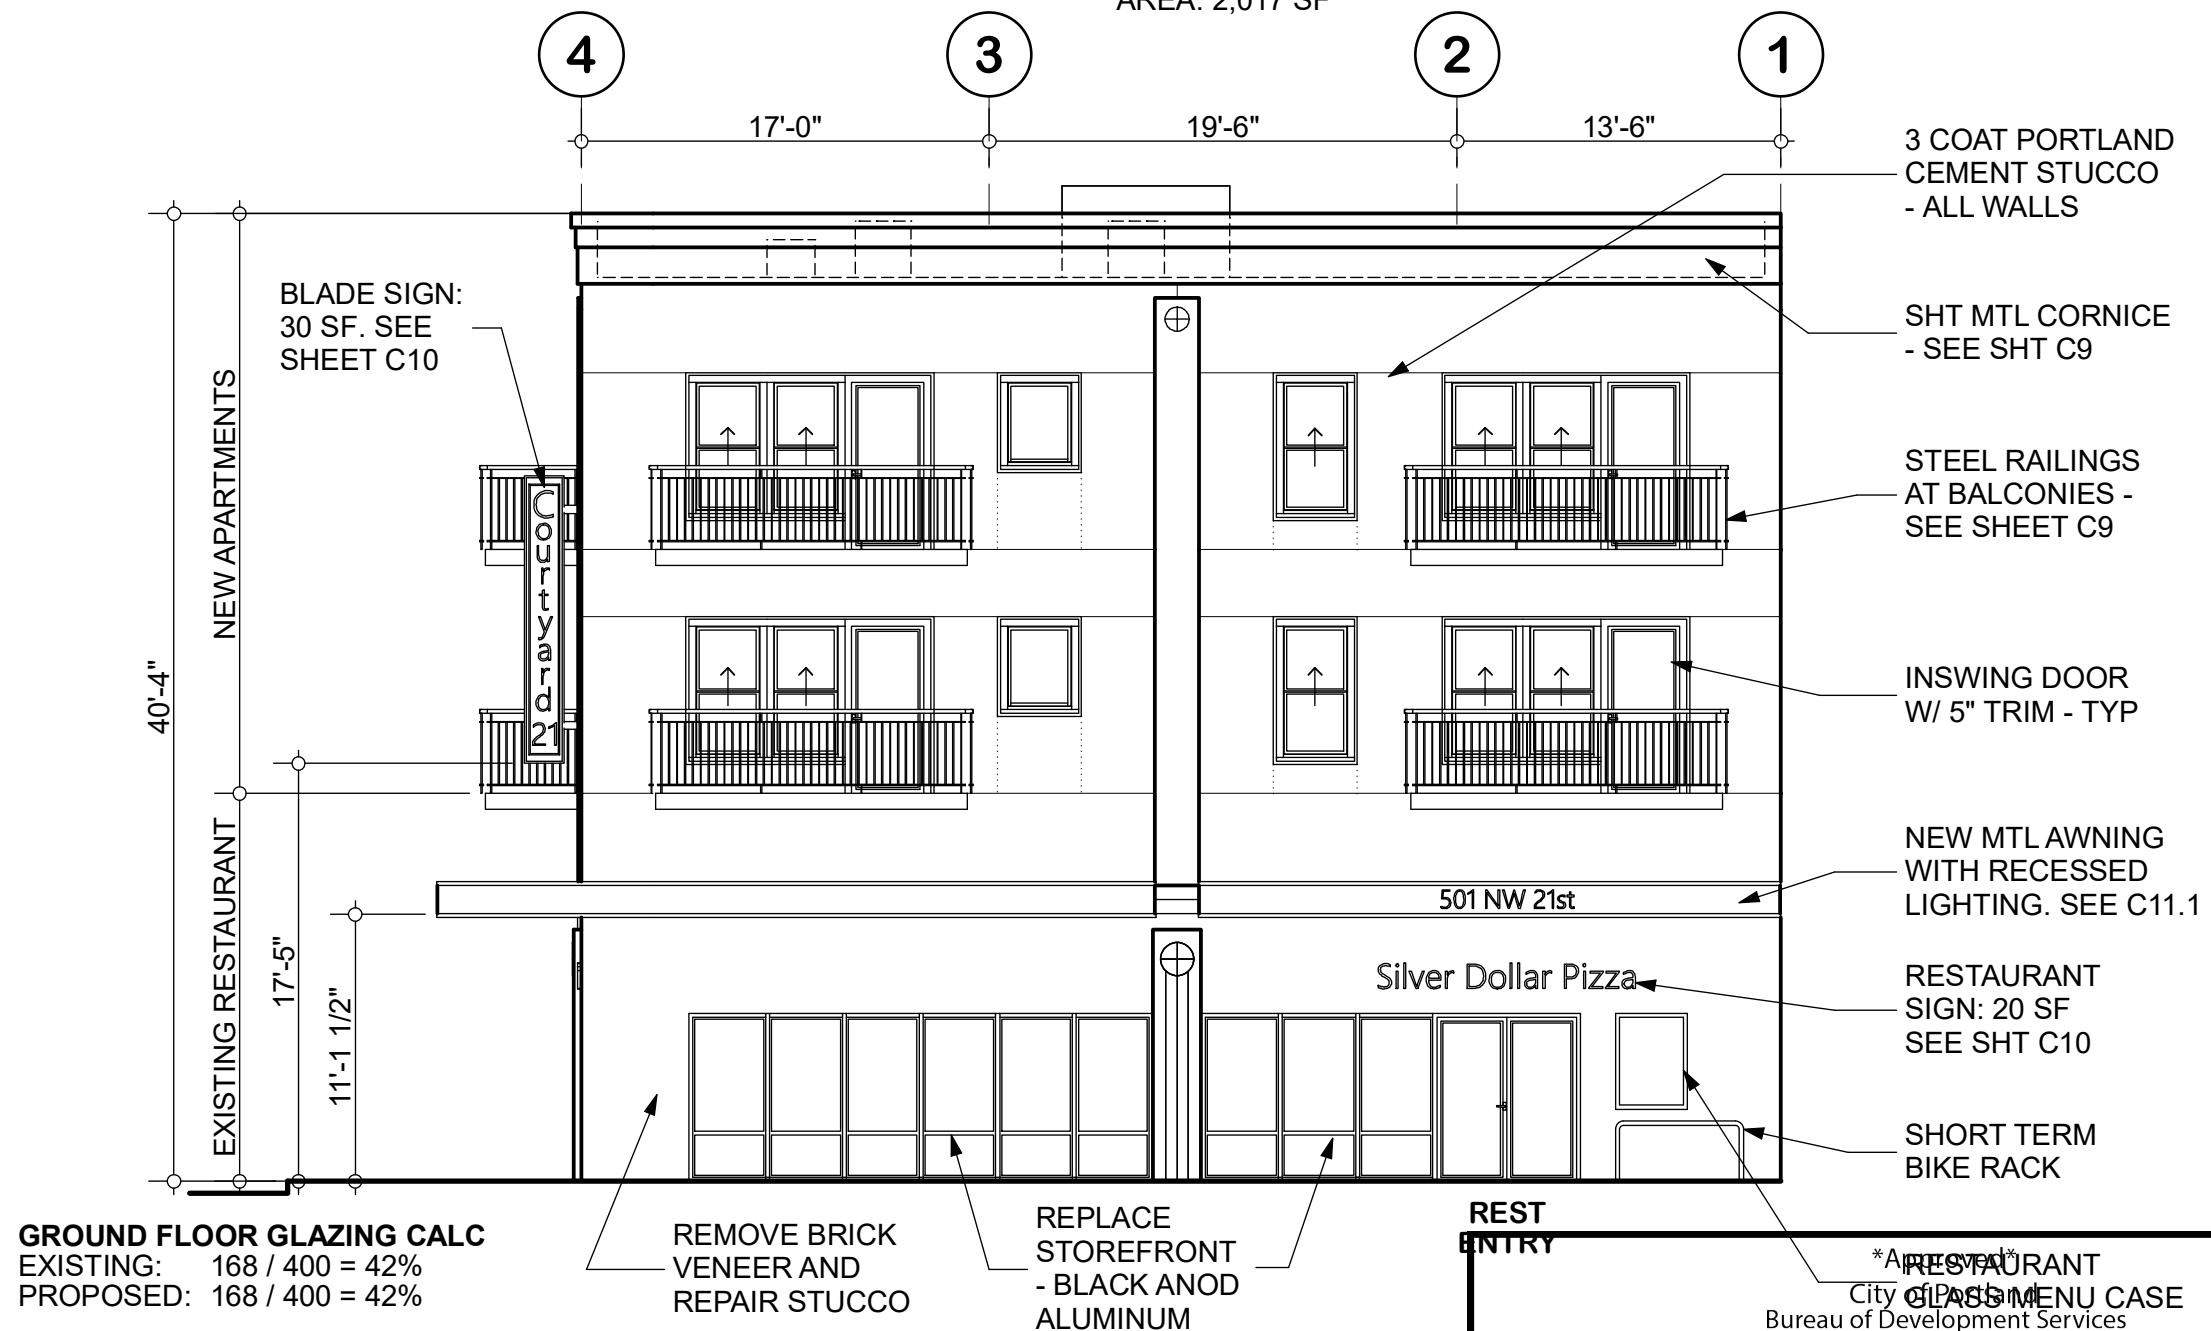 AREA: 2,017 SF
4
3
2
1
17'-0"
19'-6"
13'-6"
3 COAT PORTLAND
CEMENT STUCCO
- ALL WALLS
SHT MTL CORNICE
- SEE SHT C9
STEEL RAILINGS
AT BALCONIES -
SEE SHEET C9
INSWING DOOR
W/ 5" TRIM - TYP
NEW MTL AWNING
WITH RECESSED
LIGHTING. SEE C11.1
RESTAURANT
SIGN: 20 SF
SEE SHT C10
SHORT TERM
BIKE RACK
RESTAURANT
GLASS MENU CASE
BLADE SIGN:
30 SF. SEE
SHEET C10
NEW APARTMENTS
EXISTING RESTAURANT
40'-4"
17'-5"
11'-1 1/2"
Courtyard 21
501 NW 21st
Silver Dollar Pizza
GROUND FLOOR GLAZING CALC
EXISTING: 168 / 400 = 42%
PROPOSED: 168 / 400 = 42%
REMOVE BRICK
VENEER AND
REPAIR STUCCO
REPLACE
STOREFRONT
- BLACK ANOD
ALUMINUM
REST
ENTRY
*Approved*
City of Portland
Bureau of Development Services